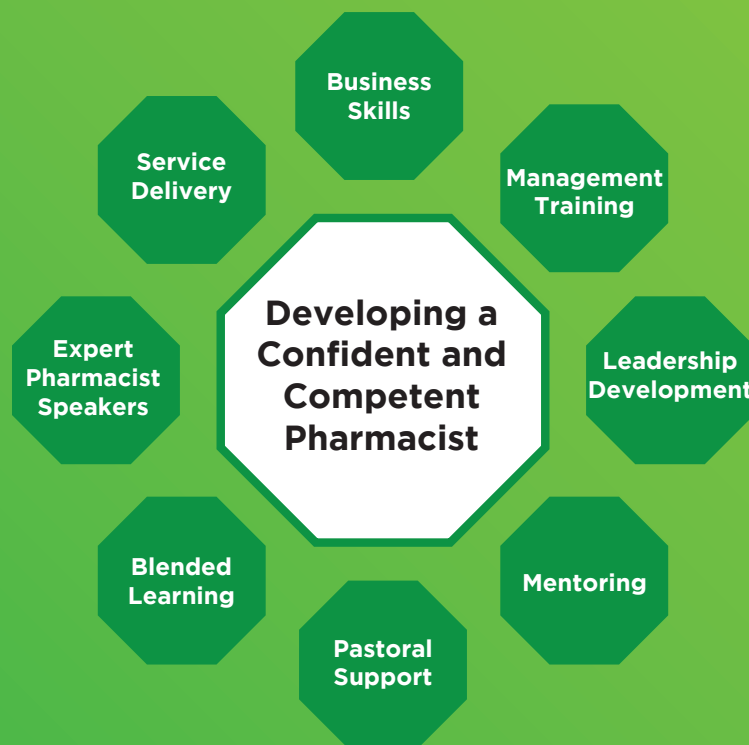 Business
Skills
Service
Delivery
Management
Training
Developing a
Confident and
Competent
Pharmacist
Expert
Pharmacist
Speakers
Leadership
Development
Blended
Learning
Mentoring
Pastoral
Support